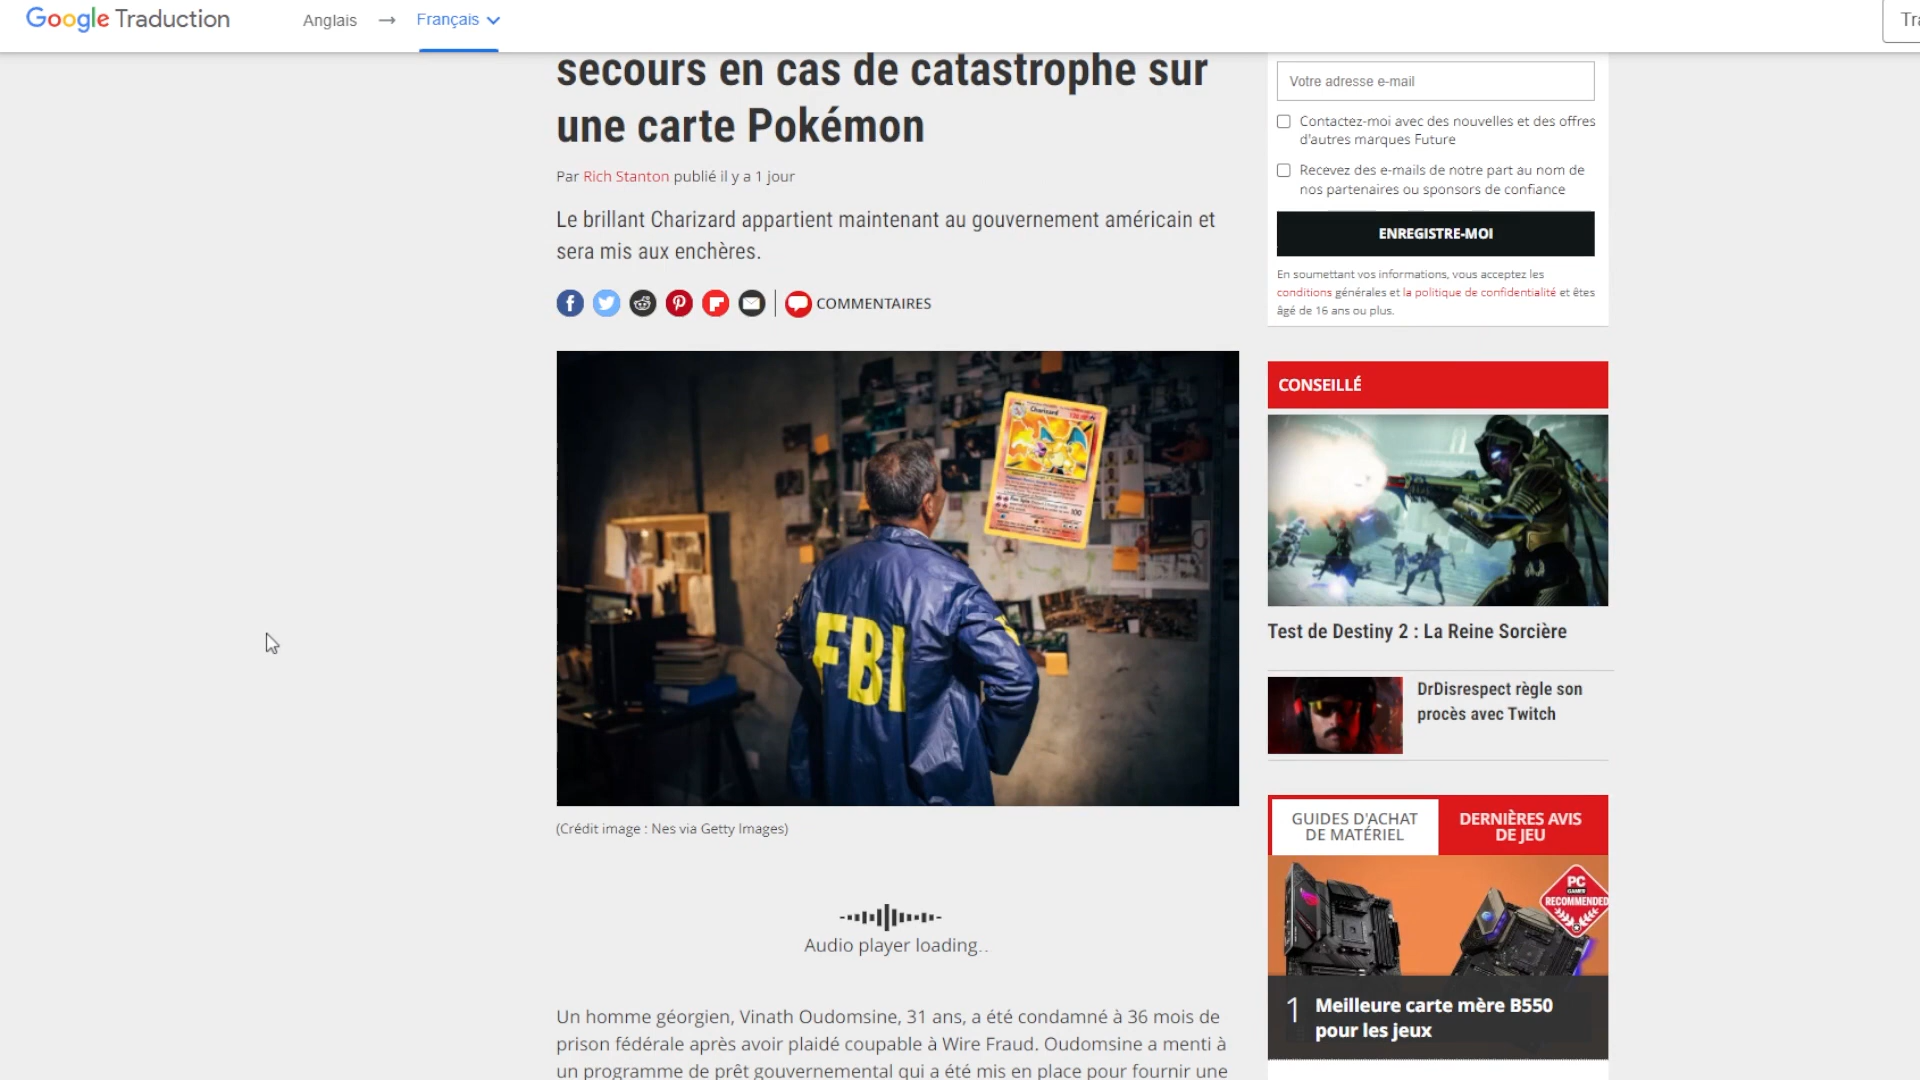 Google Traduction
Anglais → Français
Tra
secours en cas de catastrophe sur
une carte Pokémon
Par Rich Stanton publié il y a 1 jour
Le brillant Charizard appartient maintenant au gouvernement américain et
sera mis aux enchères.
COMMENTAIRES
Charizard
100
FBI
(Crédit image : Nes via Getty Images)
Audio player loading..
Un homme géorgien, Vinath Oudomsine, 31 ans, a été condamné à 36 mois de
prison fédérale après avoir plaidé coupable à Wire Fraud. Oudomsine a menti à
un programme de prêt gouvernemental qui a été mis en place pour fournir une
Votre adresse e-mail
Contactez-moi avec des nouvelles et des offres
d'autres marques Future
Recevez des e-mails de notre part au nom de
nos partenaires ou sponsors de confiance
ENREGISTRE-MOI
En soumettant vos informations, vous acceptez les
conditions générales et la politique de confidentialité et êtes
âgé de 16 ans ou plus.
CONSEILLÉ
Test de Destiny 2 : La Reine Sorcière
DrDisrespect règle son
procès avec Twitch
GUIDES D'ACHAT
DE MATÉRIEL
DERNIÈRES AVIS
DE JEU
PC
GAMER
RECOMMENDED
1 Meilleure carte mère B550
pour les jeux